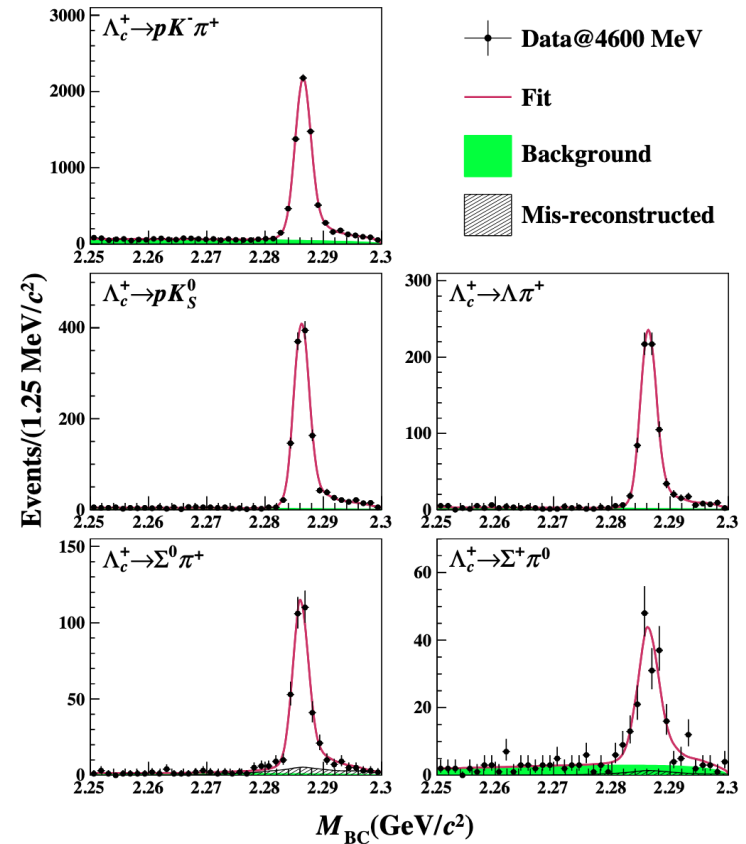 Λc+→pK-π+
Data@4600 MeV
Fit
Background
Mis-reconstructed
3000
2000
1000
0
2.25 2.26 2.27 2.28 2.29 2.3
Λc+→pKS0
400
200
0
2.25 2.26 2.27 2.28 2.29 2.3
Λc+→Λπ+
300
200
100
0
2.25 2.26 2.27 2.28 2.29 2.3
Λc+→Σ0π+
150
100
50
0
2.25 2.26 2.27 2.28 2.29 2.3
Λc+→Σ+π0
60
40
20
0
2.25 2.26 2.27 2.28 2.29 2.3
Events/(1.25 MeV/c2)
MBC(GeV/c2)